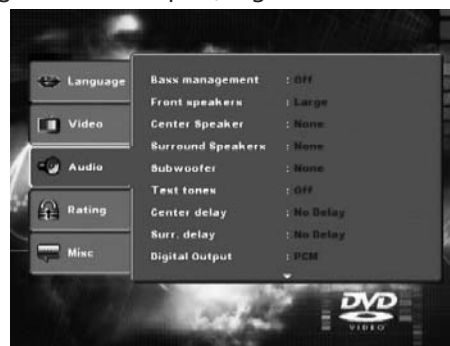 Language
Video
Audio
Rating
Misc
Bass management : Off
Front speakers : Large
Center Speaker : None
Surround Speakers : None
Subwoofer : None
Test tones : Off
Center delay : No Delay
Surr. delay : No Delay
Digital Output : PCM
DVD
VIDEO